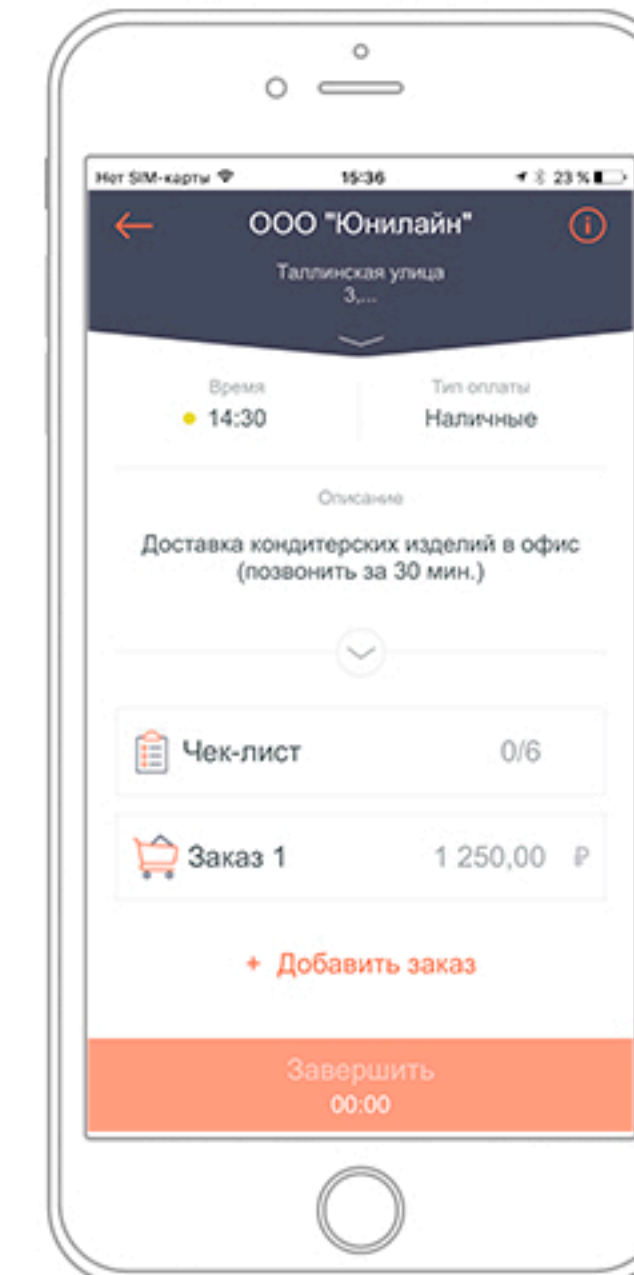 Нет SIM-карты 15:36 23 %
ООО "Юнилайн"
Таллинская улица
3,...
Время Тип оплаты
14:30 Наличные
Описание
Доставка кондитерских изделий в офис
(позвонить за 30 мин.)
Чек-лист 0/6
Заказ 1 1 250,00 ₽
+ Добавить заказ
Завершить
00:00